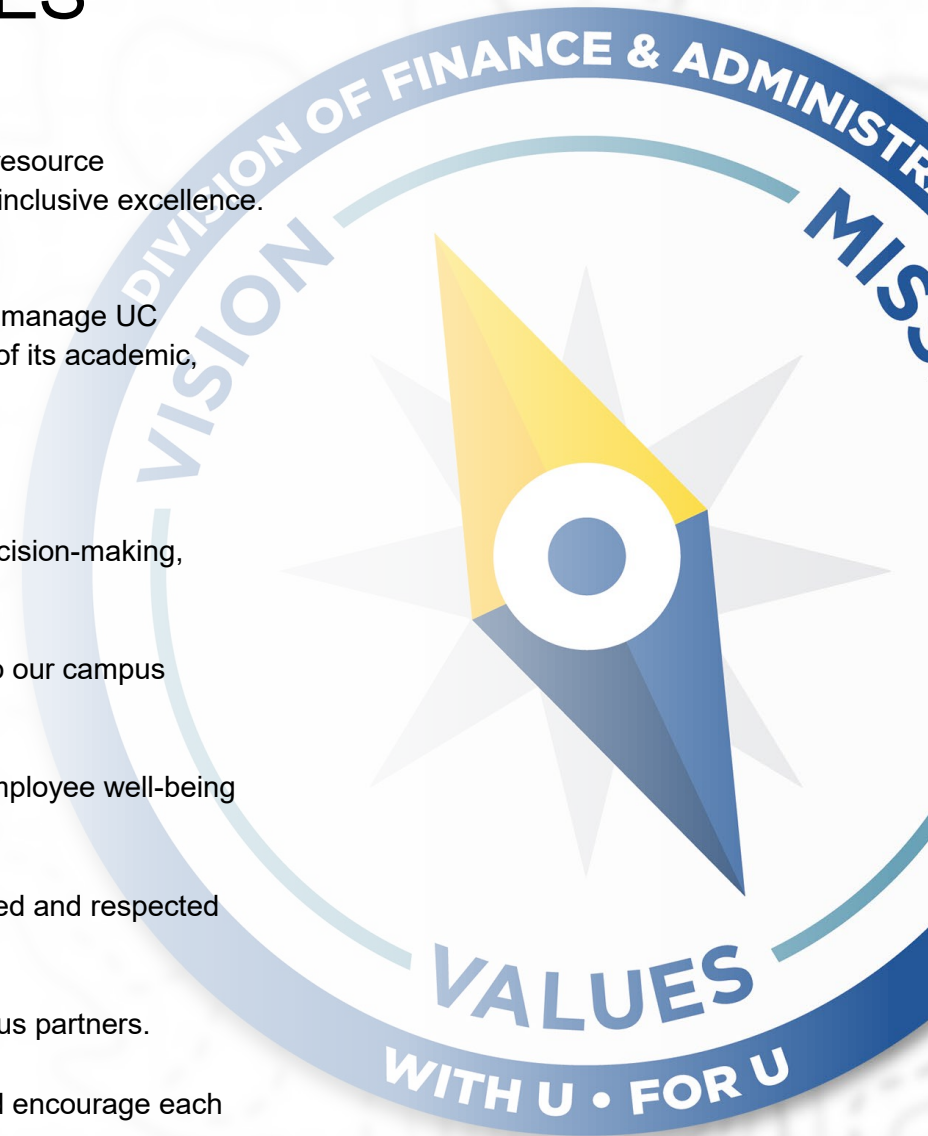 ES
DIVISION OF FINANCE & ADMINISTR
esource
inclusive excellence.
VISION
MISS
manage UC
of its academic,
cision-making,
o our campus
mployee well-being
ed and respected
VALUES
us partners.
WITH U • FOR U
encourage each